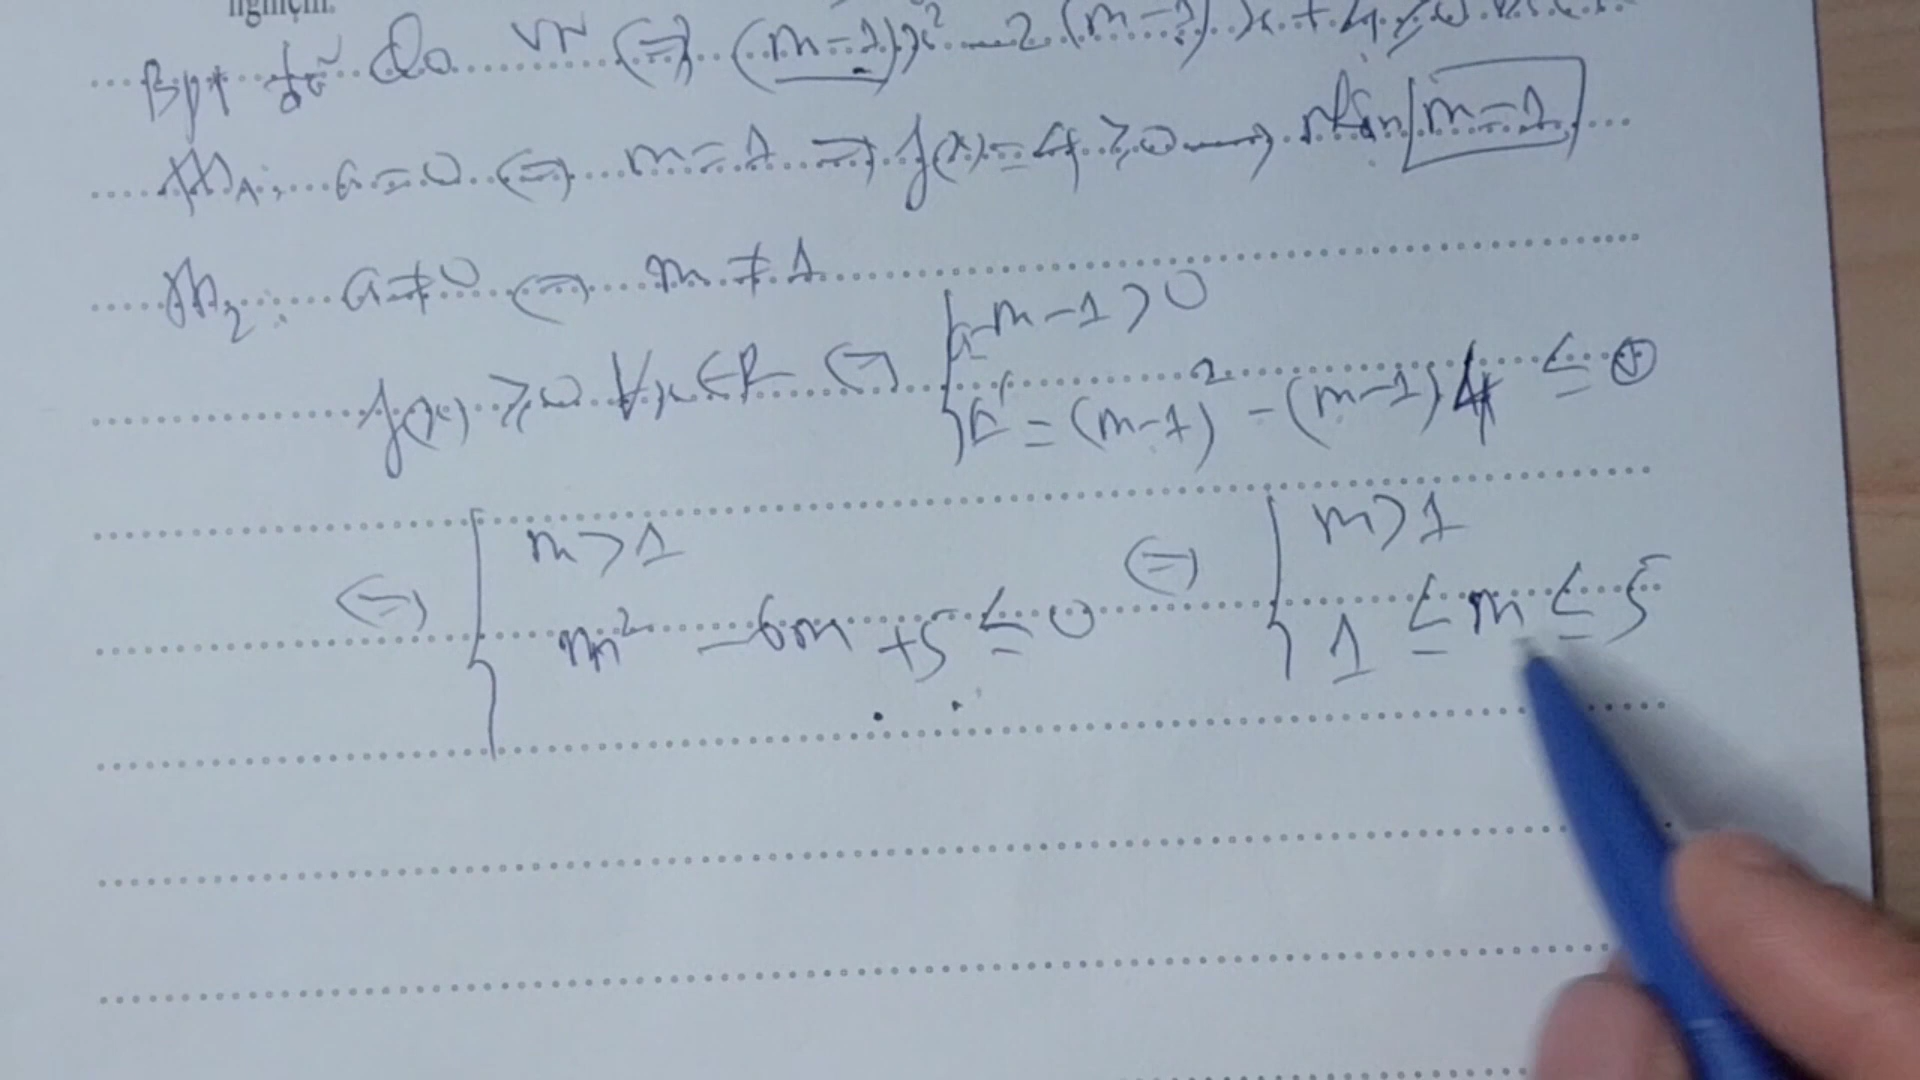 nghiệm.
Bpt đã cho VN ⇔ (m-1)x² - 2(m-1)x + 4 ≥ 0
TH1: a=0 ⇔ m=1 ⇒ f(x)=4 ≥ 0 → nhận m=1
TH2: a≠0 ⇔ m≠1
f(x) ≥ 0 ∀x∈R ⇔ { a=m-1>0
Δ' = (m-1)² - (m-1)4 ≤ 0
⇔ { m>1 ⇔ { m>1
m² - 6m + 5 ≤ 0 1 ≤ m ≤ 5